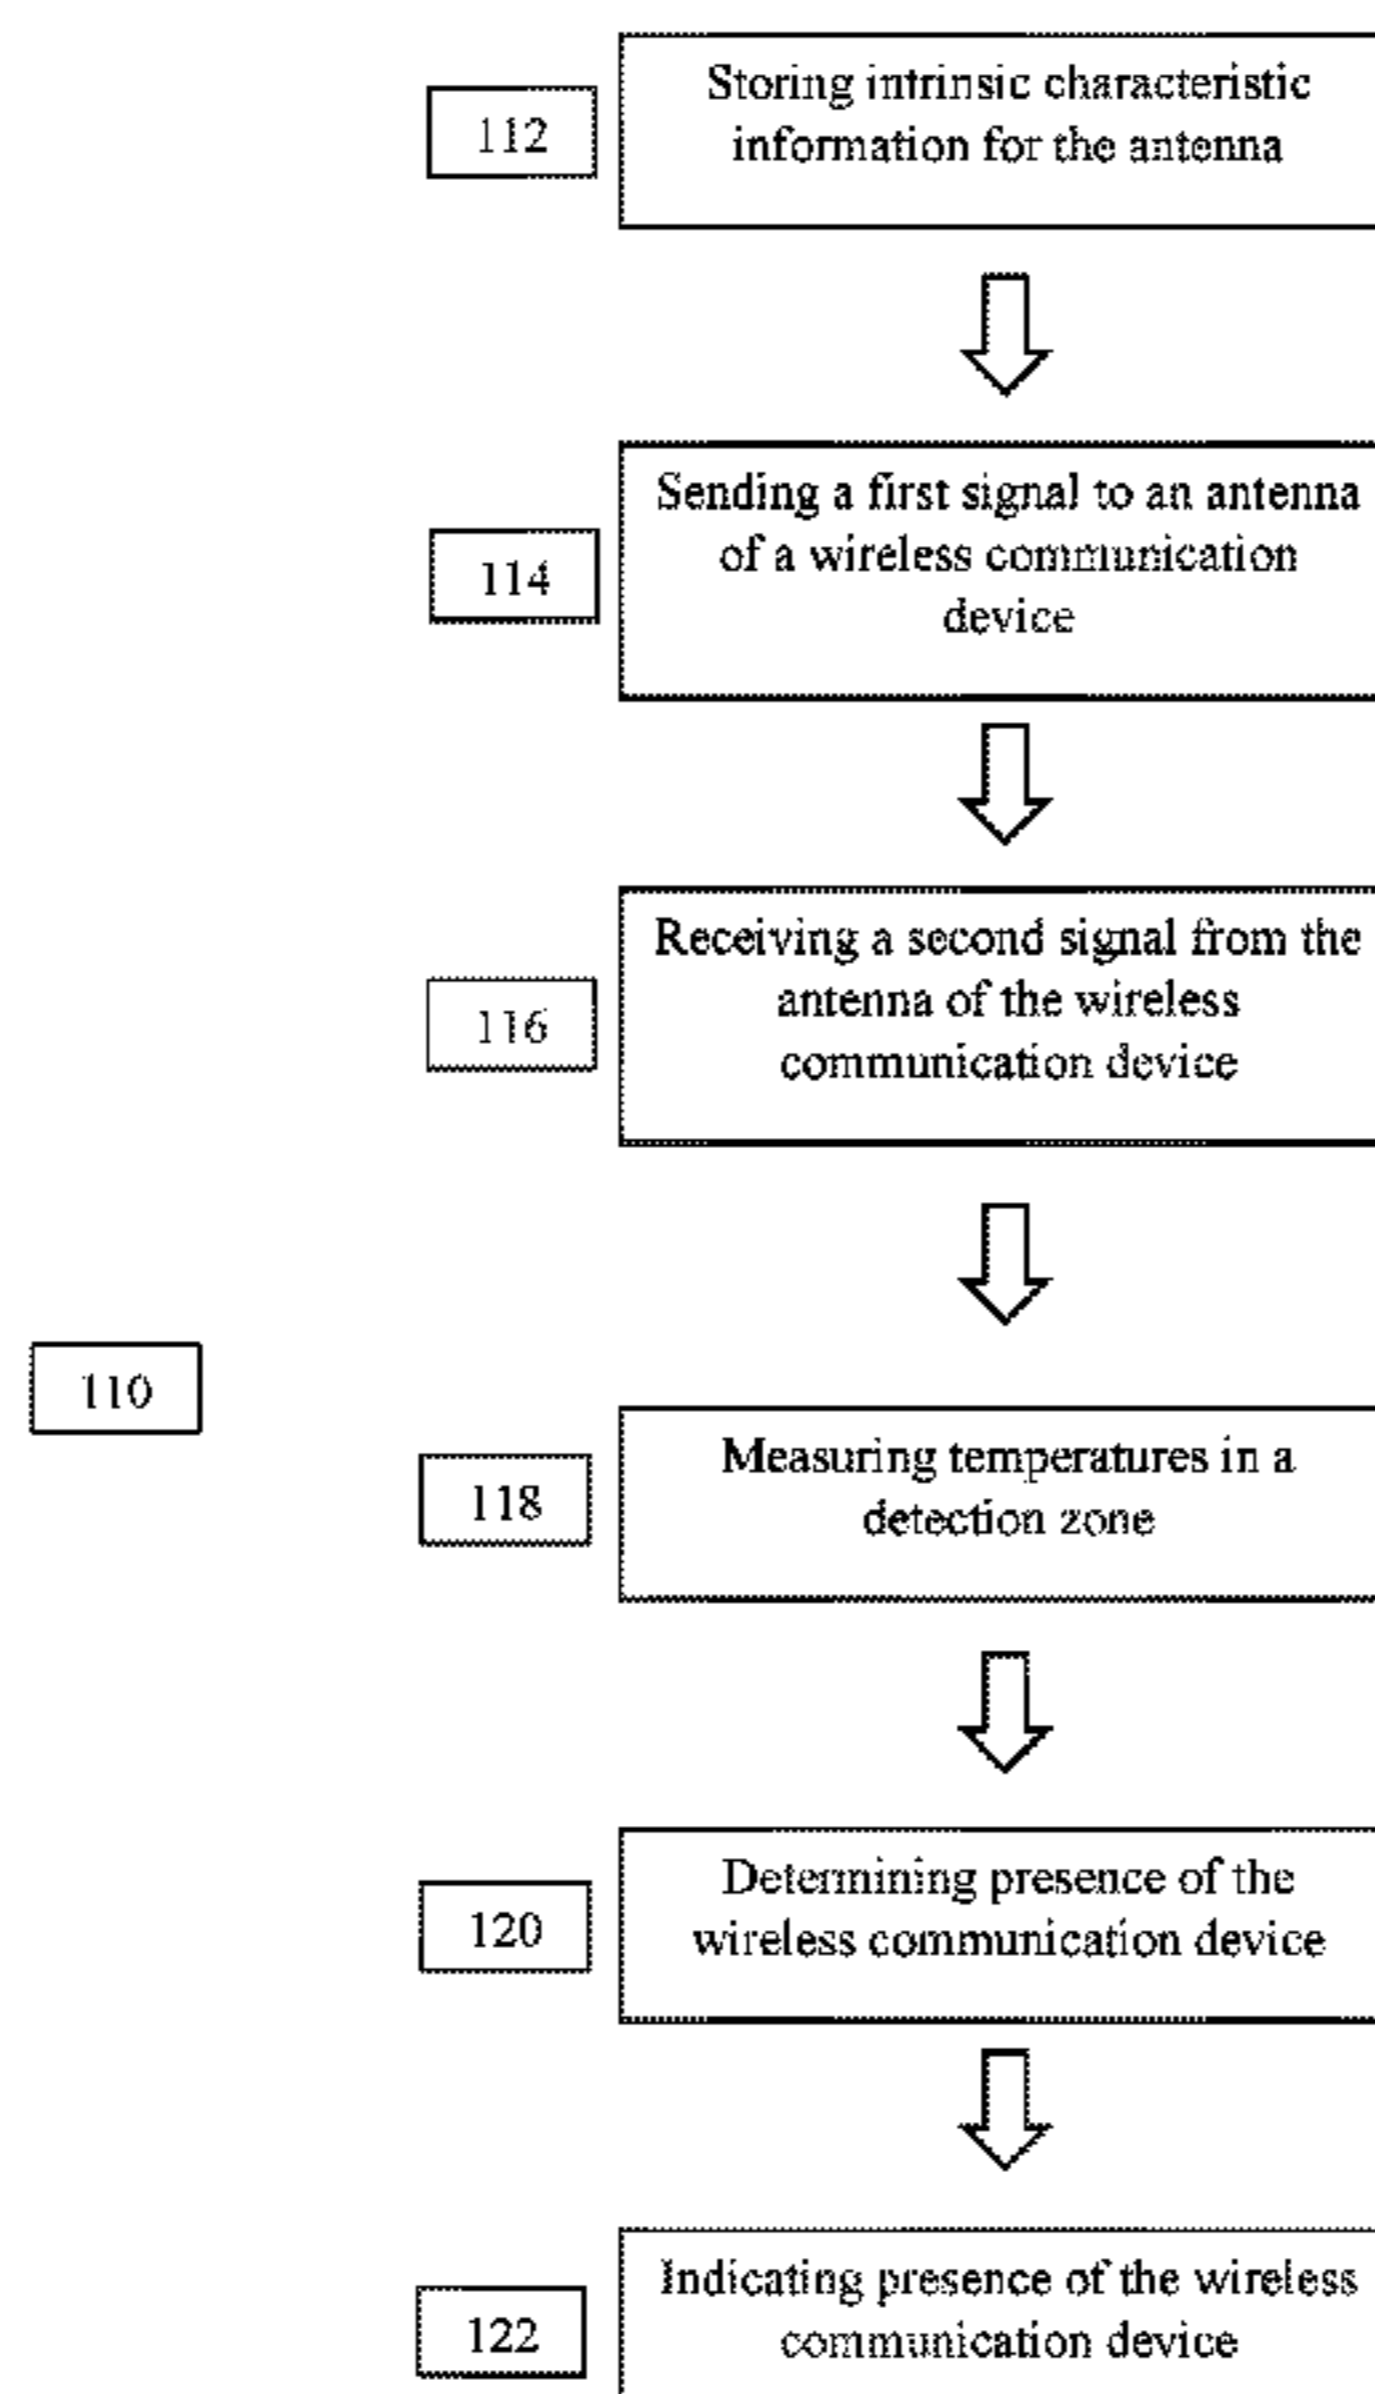 112
Storing intrinsic characteristic
information for the antenna
114
Sending a first signal to an antenna
of a wireless communication
device
116
Receiving a second signal from the
antenna of the wireless
communication device
110
118
Measuring temperatures in a
detection zone
120
Determining presence of the
wireless communication device
122
Indicating presence of the wireless
communication device